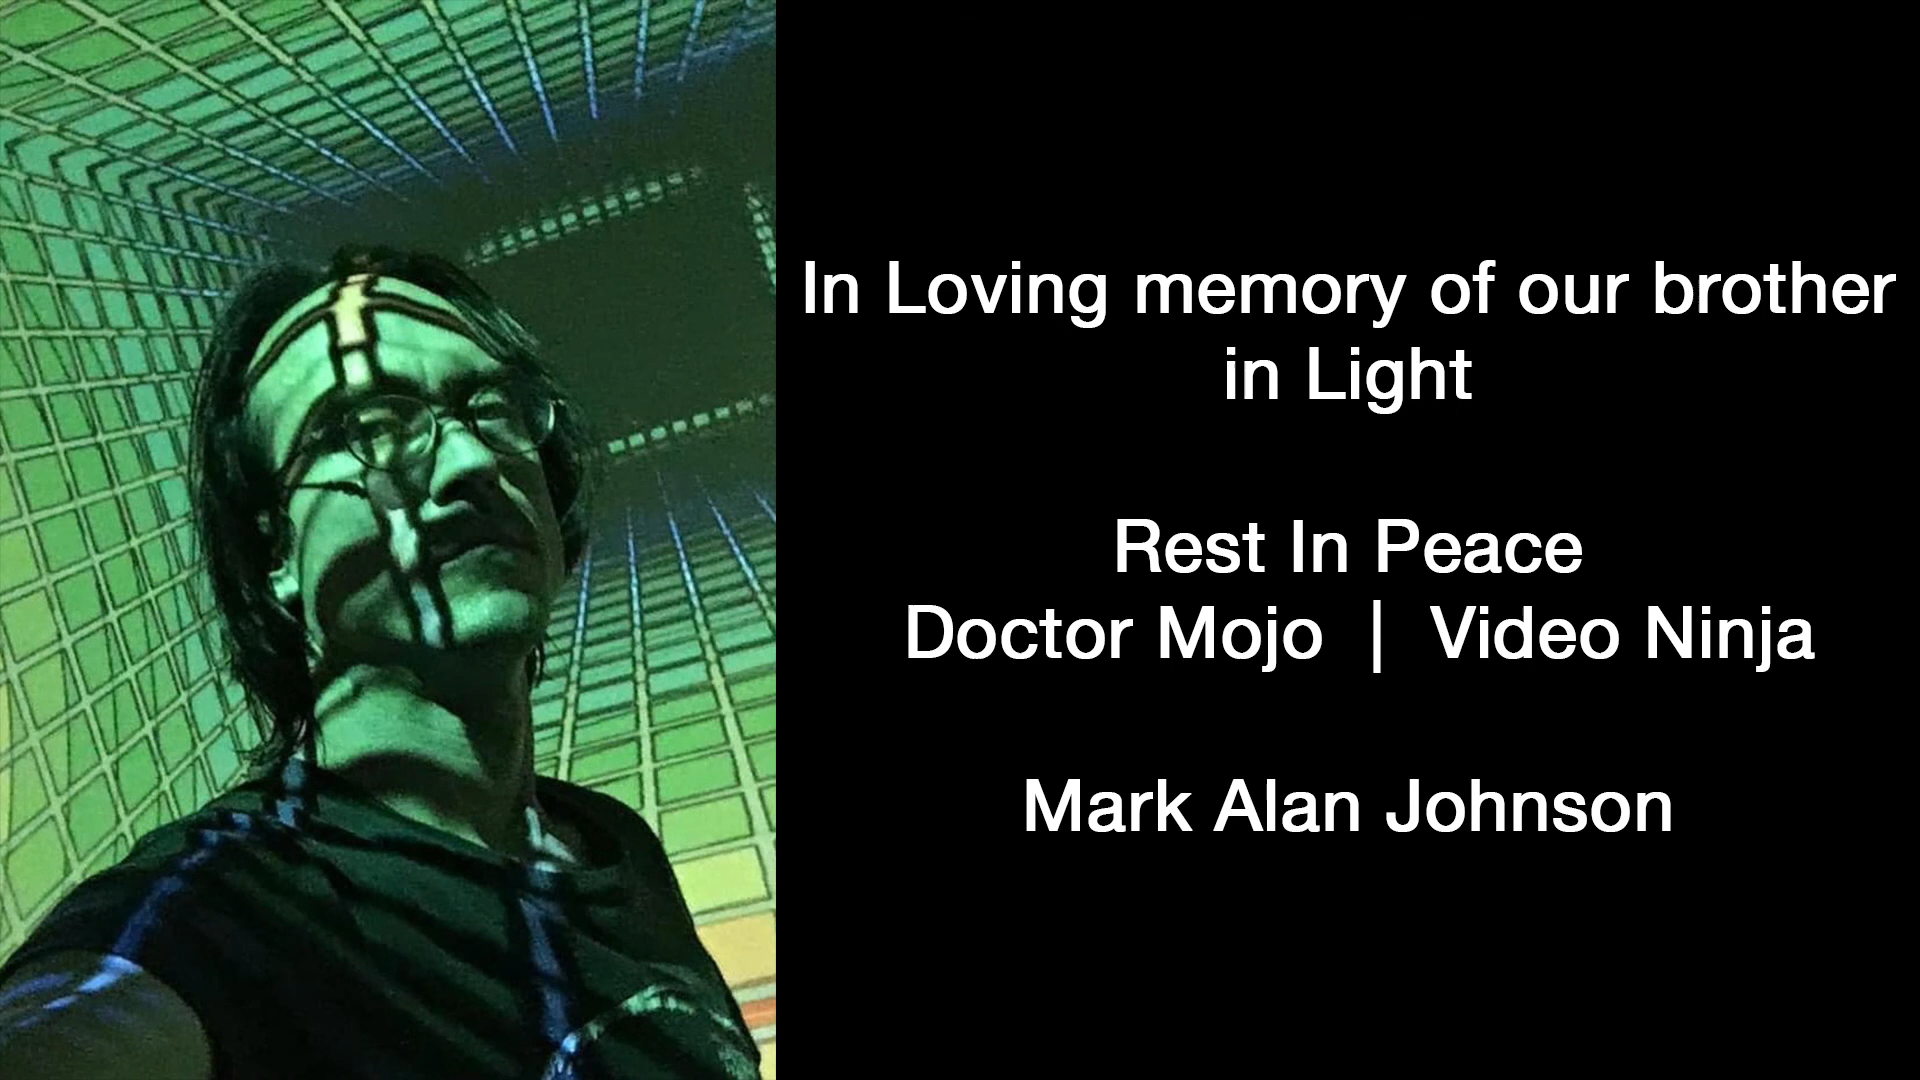 In Loving memory of our brother
in Light
Rest In Peace
Doctor Mojo | Video Ninja
Mark Alan Johnson